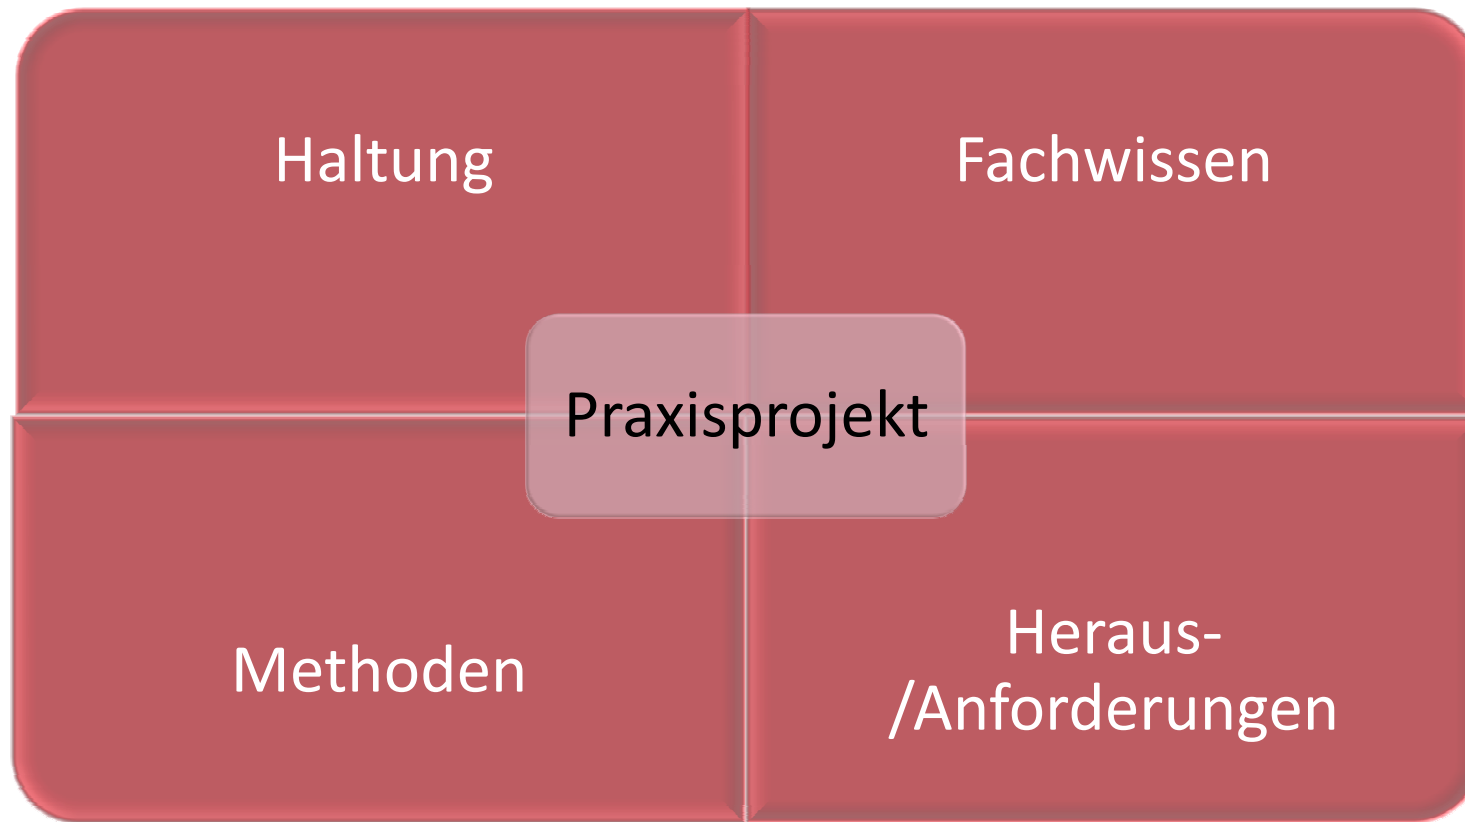 Haltung
Fachwissen
Praxisprojekt
Methoden
Heraus-
/Anforderungen